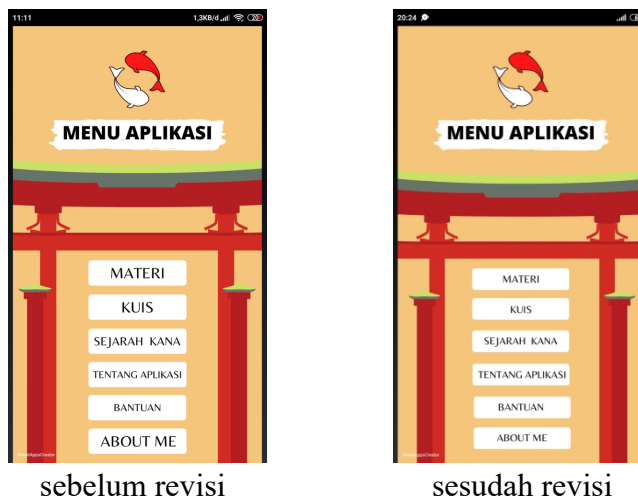 11:11 1,3KB/d
MENU APLIKASI
MATERI
KUIS
SEJARAH KANA
TENTANG APLIKASI
BANTUAN
ABOUT ME
SmartAppsCreator
sebelum revisi
20:24
MENU APLIKASI
MATERI
KUIS
SEJARAH KANA
TENTANG APLIKASI
BANTUAN
ABOUT ME
sesudah revisi